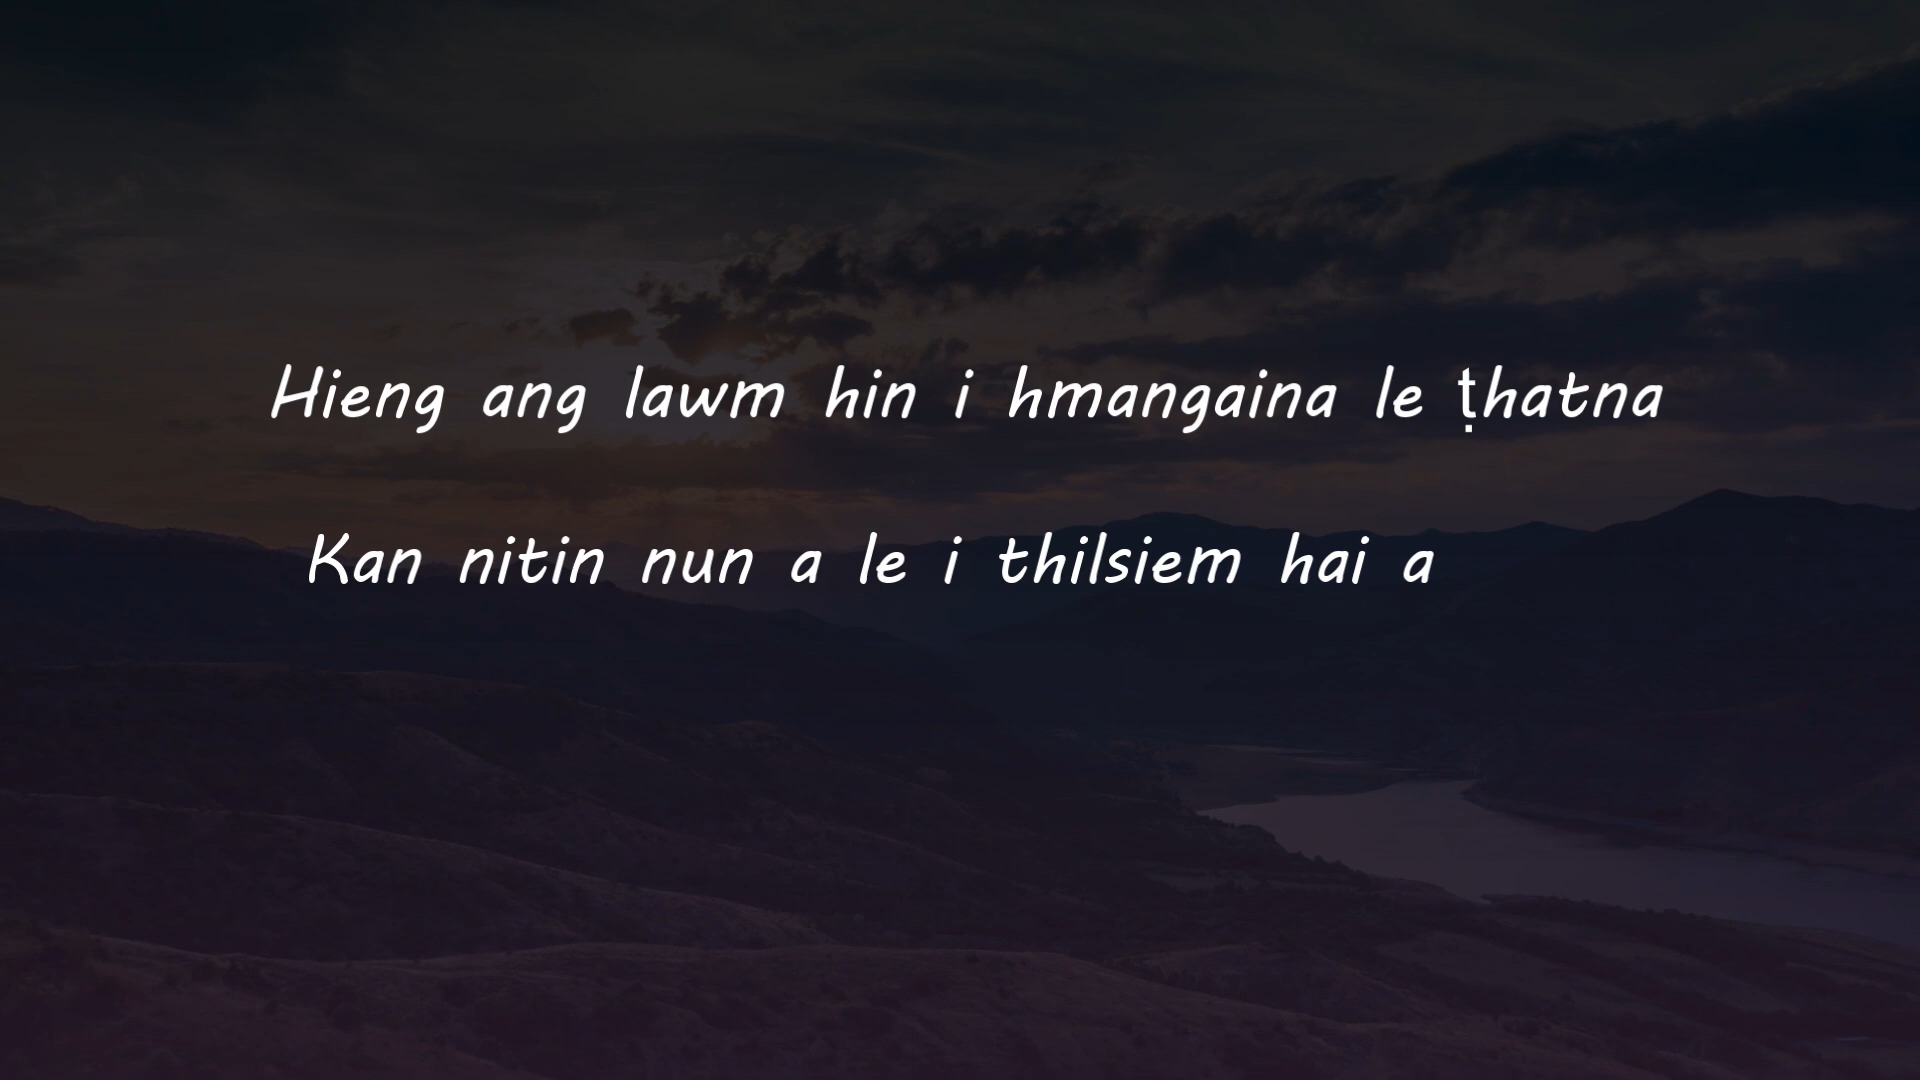 Hieng ang lawm hin i hmangaina le ṭhatna
Kan nitin nun a le i thilsiem hai a